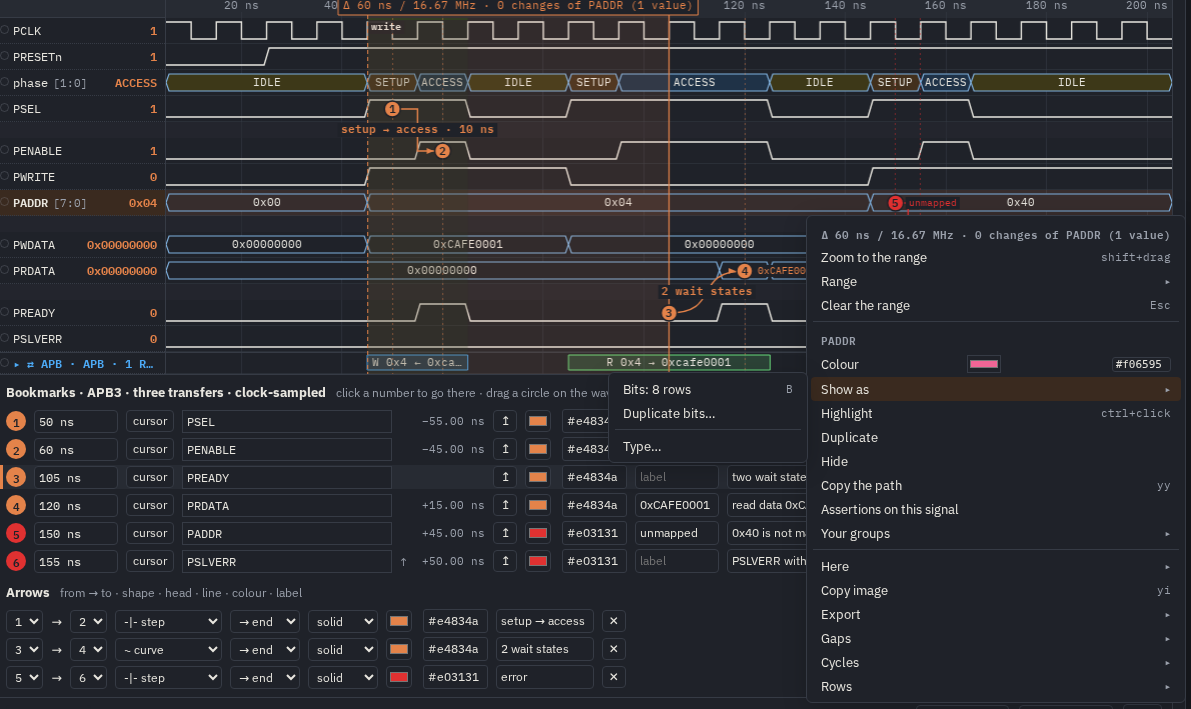 20 ns
40
Δ 60 ns / 16.67 MHz · 0 changes of PADDR (1 value)
120 ns
140 ns
160 ns
180 ns
200 ns
PCLK 1
write
PRESETn 1
phase [1:0] ACCESS
IDLE SETUP ACCESS IDLE SETUP ACCESS IDLE SETUP ACCESS IDLE
PSEL 1
1
setup → access · 10 ns
PENABLE 1
2
PWRITE 0
PADDR [7:0] 0x04
0x00 0x04 5 unmapped 0x40
PWDATA 0x00000000
0x00000000 0xCAFE0001 0x00000000
PRDATA 0x00000000
0x00000000 4 0xCAFE00
2 wait states
PREADY 0
3
PSLVERR 0
▸ ⇄ APB · APB · 1 R…
W 0x4 ← 0xca… R 0x4 → 0xcafe0001
Bookmarks · APB3 · three transfers · clock-sampled click a number to go there · drag a circle on the wa
1 50 ns cursor PSEL −55.00 ns ↥ #e4834
2 60 ns cursor PENABLE −45.00 ns ↥ #e4834
3 105 ns cursor PREADY ↥ #e4834a label two wait state
4 120 ns cursor PRDATA +15.00 ns ↥ #e4834a 0xCAFE0001 read data 0xC
5 150 ns cursor PADDR +45.00 ns ↥ #e03131 unmapped 0x40 is not m
6 155 ns cursor PSLVERR ↑ +50.00 ns ↥ #e03131 label PSLVERR with
Arrows from → to · shape · head · line · colour · label
1 → 2 -|- step → end solid #e4834a setup → access ✕
3 → 4 ~ curve → end solid #e4834a 2 wait states ✕
5 → 6 -|- step → end solid #e03131 error ✕
Bits: 8 rows B
Duplicate bits…
Type…
Δ 60 ns / 16.67 MHz · 0 changes of PADDR (1 value)
Zoom to the range shift+drag
Range ▸
Clear the range Esc
PADDR
Colour #f06595
Show as ▸
Highlight ctrl+click
Duplicate
Hide
Copy the path yy
Assertions on this signal
Your groups ▸
Here ▸
Copy image yi
Export ▸
Gaps ▸
Cycles ▸
Rows ▸